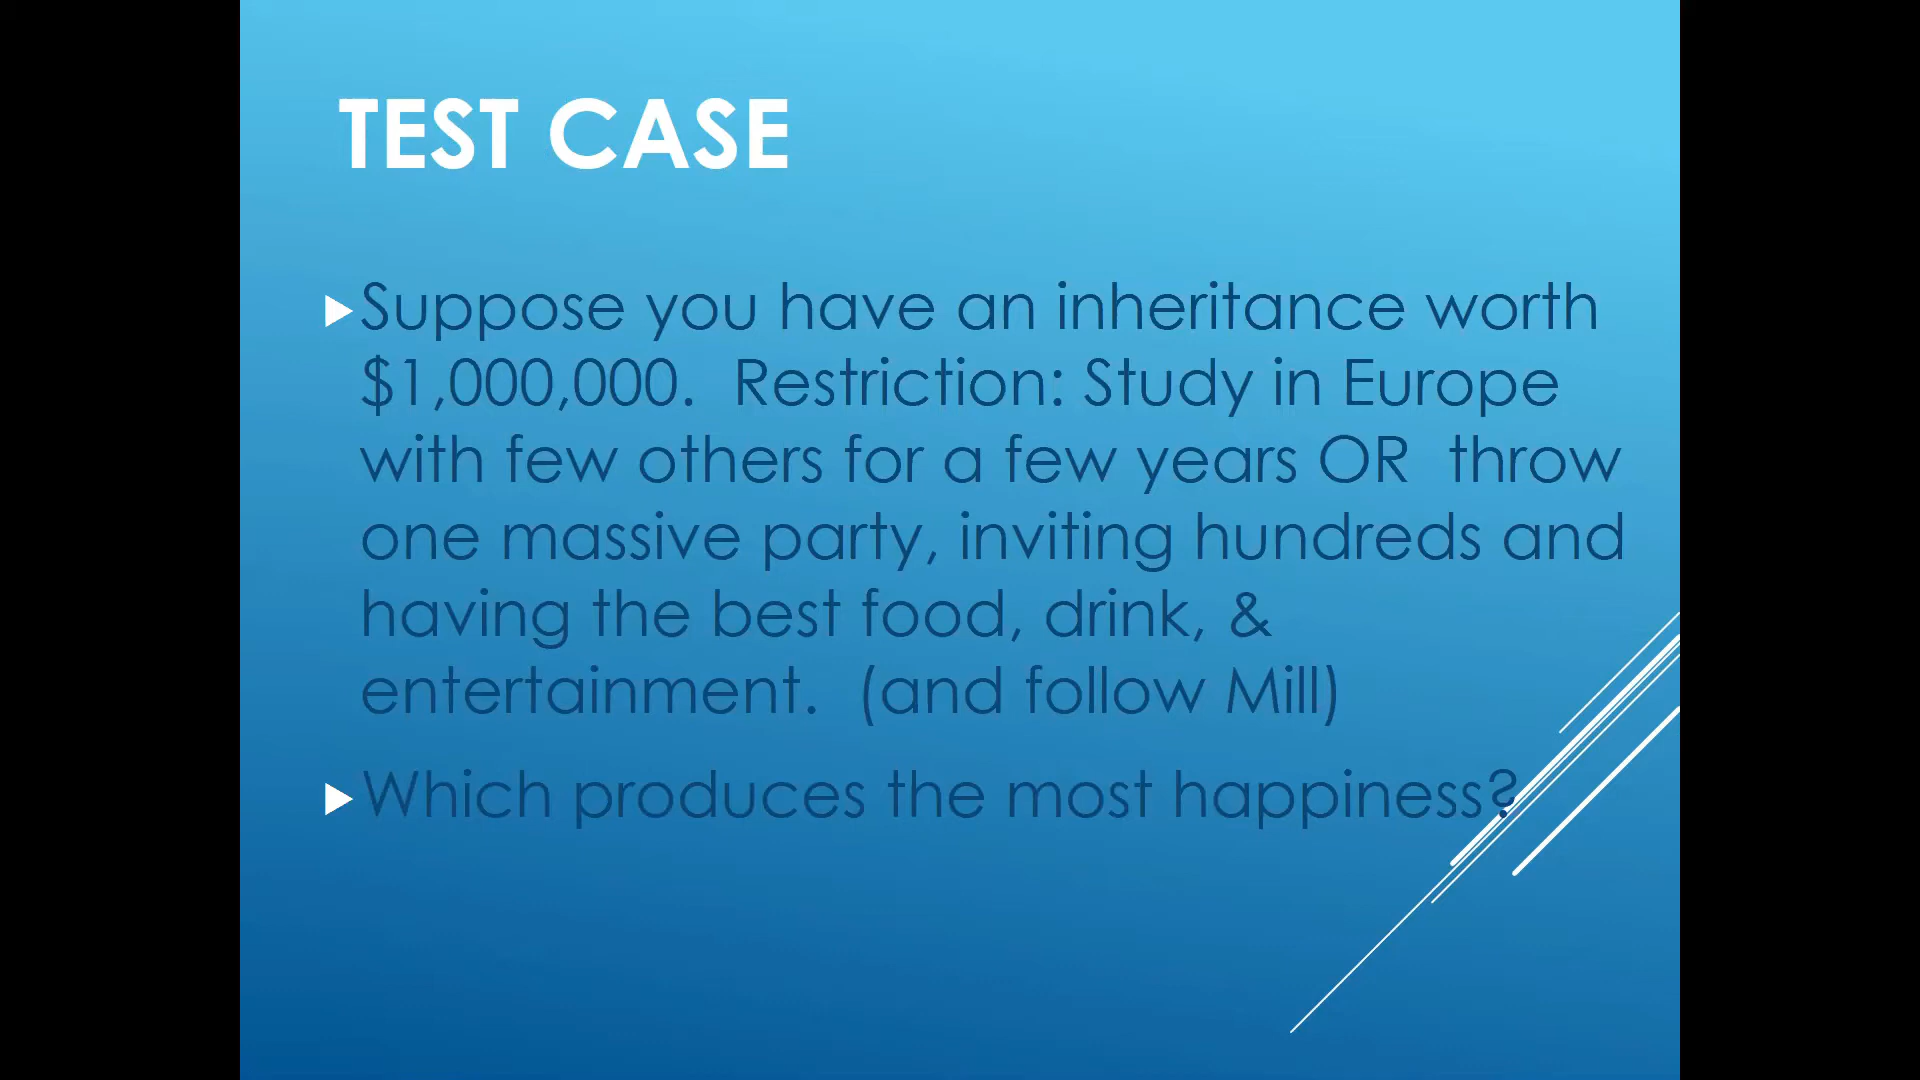 TEST CASE
Suppose you have an inheritance worth
$1,000,000.  Restriction: Study in Europe
with few others for a few years OR  throw
one massive party, inviting hundreds and
having the best food, drink, &
entertainment.  (and follow Mill)
Which produces the most happiness?